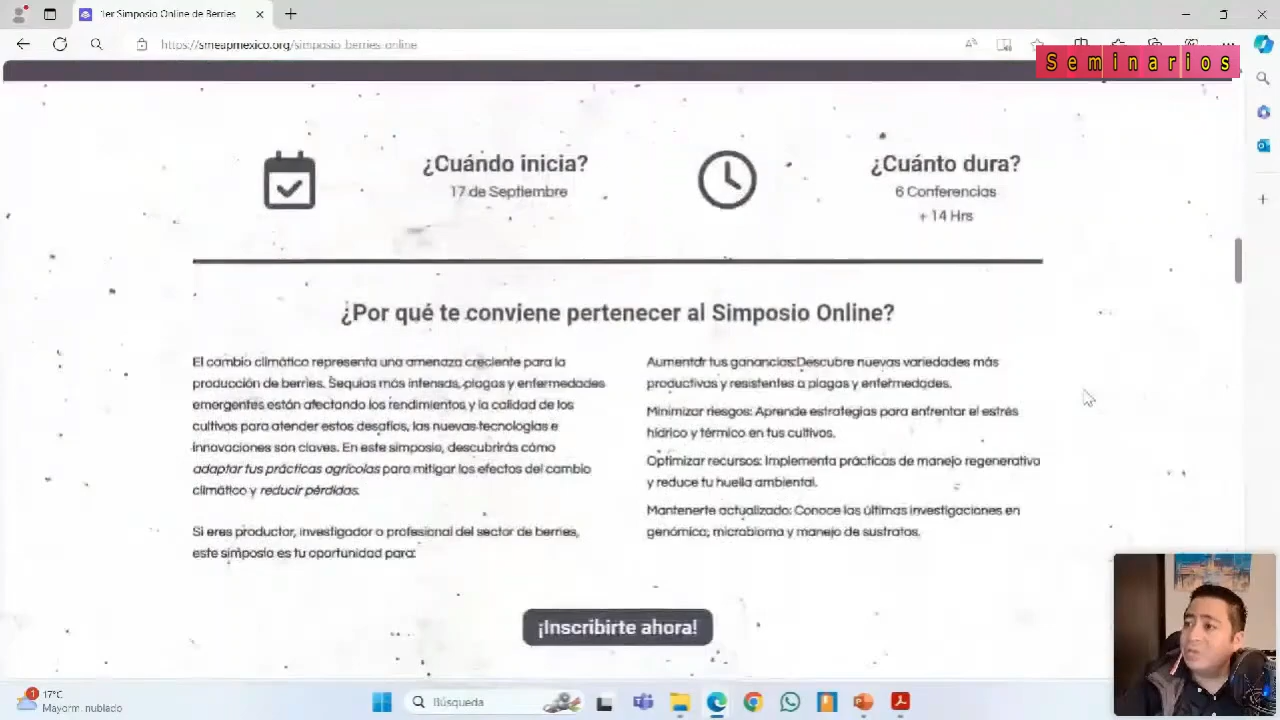 1er Simposio Online de Berries
https://smeapmexico.org/simposio-berries-online
Seminarios
¿Cuándo inicia?
17 de Septiembre
¿Cuánto dura?
6 Conferencias
+ 14 Hrs
¿Por qué te conviene pertenecer al Simposio Online?
El cambio climático representa una amenaza creciente para la
producción de berries. Sequías más intensas, plagas y enfermedades
emergentes están afectando los rendimientos y la calidad de los
cultivos para atender estos desafíos, las nuevas tecnologías e
innovaciones son claves. En este simposio, descubrirás cómo
adaptar tus prácticas agrícolas para mitigar los efectos del cambio
climático y reducir pérdidas.
Si eres productor, investigador o profesional del sector de berries,
este simposio es tu oportunidad para:
Aumentar tus ganancias:Descubre nuevas variedades más
productivas y resistentes a plagas y enfermedades.
Minimizar riesgos: Aprende estrategias para enfrentar el estrés
hídrico y térmico en tus cultivos.
Optimizar recursos: Implementa prácticas de manejo regenerativo
y reduce tu huella ambiental.
Mantenerte actualizado: Conoce las últimas investigaciones en
genómica, microbioma y manejo de sustratos.
¡Inscribirte ahora!
1
17°C
Mayorm. nublado
Búsqueda